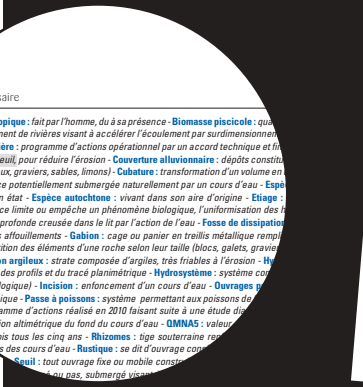 saire
opique : fait par l'homme, du à sa présence - Biomasse piscicole : qua
ment de rivières visant à accélérer l'écoulement par surdimensionnem
ière : programme d'actions opérationnel par un accord technique et fin
euil, pour réduire l'érosion - Couverture alluvionnaire : dépôts constitu
ux, graviers, sables, limons) - Cubature : transformation d'un volume en
ce potentiellement submergée naturellement par un cours d'eau - Espè
n état - Espèce autochtone : vivant dans son aire d'origine - Etiage :
ce limite ou empêche un phénomène biologique, l'uniformisation des h
profonde creusée dans le lit par l'action de l'eau - Fosse de dissipatio
s affouillements - Gabion : cage ou panier en treillis métallique rempl
ition des éléments d'une roche selon leur taille (blocs, galets, gravie
on argileux : strate composée d'argiles, très friables à l'érosion - Hy
des profils et du tracé planimétrique - Hydrosystème : système con
logique) - Incision : enfoncement d'un cours d'eau - Ouvrages p
ique - Passe à poissons : système permettant aux poissons de
amme d'actions réalisé en 2010 faisant suite à une étude dia
ion altimétrique du fond du cours d'eau - QMNA5 : valeur
ois tous les cinq ans - Rhizomes : tige souterraine rem
s des cours d'eau - Rustique : se dit d'ouvrage con
Seuil : tout ouvrage fixe ou mobile constr
é ou pas, submergé visant